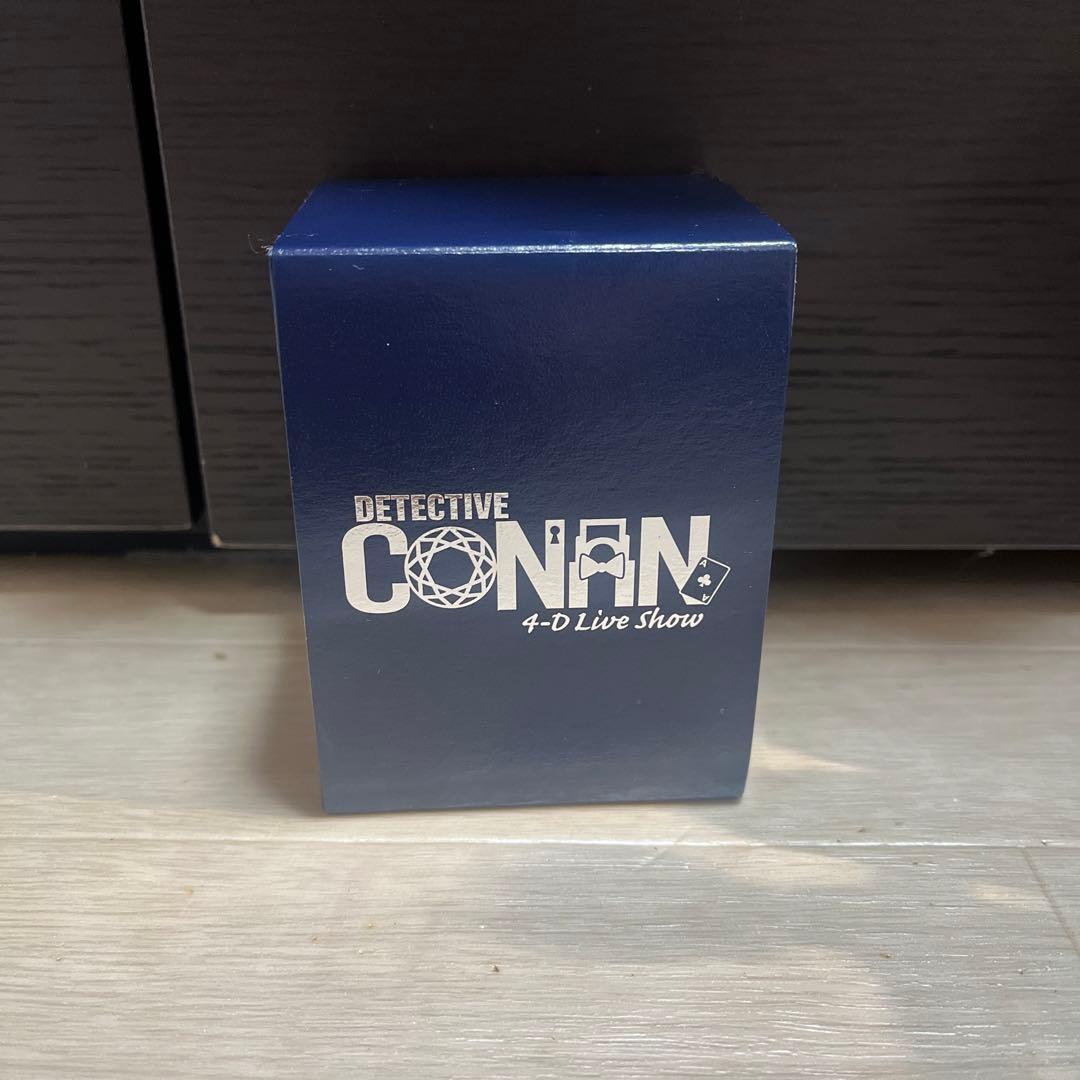 DETECTIVE
CONAN
A
A
4-D Live Show